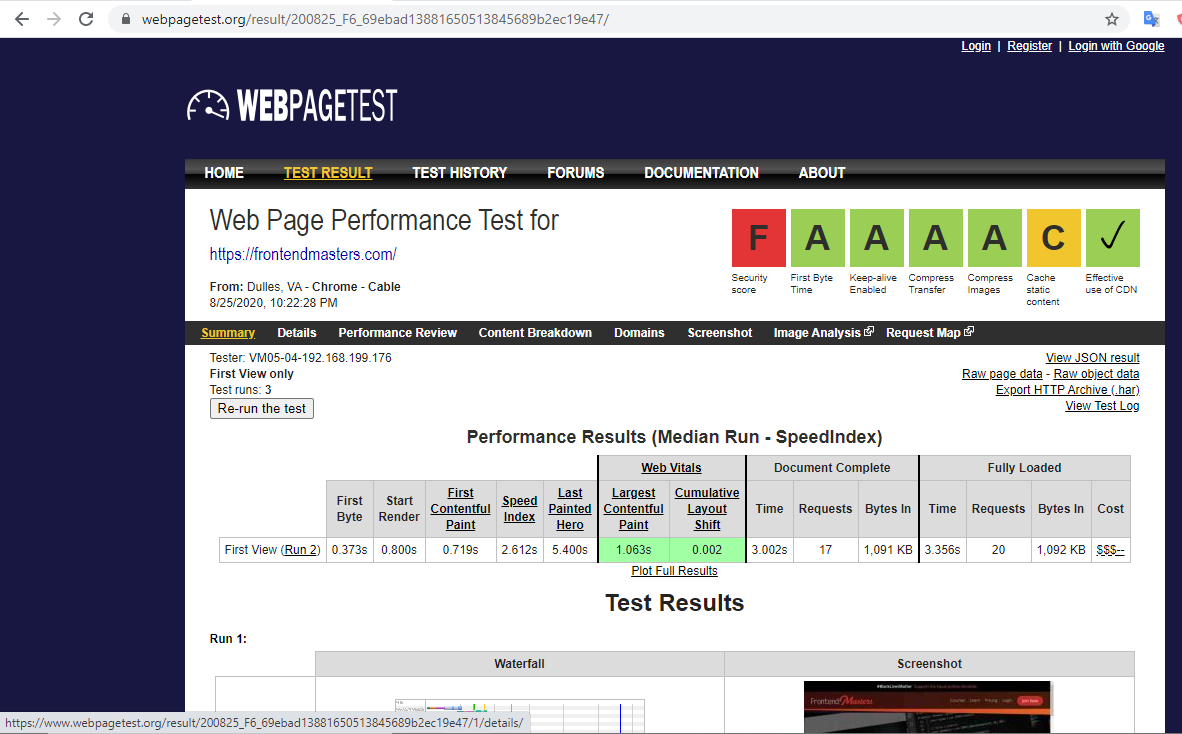 webpagetest.org/result/200825_F6_69ebad13881650513845689b2ec19e47/
Login | Register | Login with Google
WEBPAGETEST
HOME TEST RESULT TEST HISTORY FORUMS DOCUMENTATION ABOUT
Web Page Performance Test for
https://frontendmasters.com/
From: Dulles, VA - Chrome - Cable
8/25/2020, 10:22:28 PM
F A A A A C ✓
Security score
First Byte Time
Keep-alive Enabled
Compress Transfer
Compress Images
Cache static content
Effective use of CDN
Summary Details Performance Review Content Breakdown Domains Screenshot Image Analysis Request Map
Tester: VM05-04-192.168.199.176
First View only
Test runs: 3
Re-run the test
View JSON result
Raw page data - Raw object data
Export HTTP Archive (.har)
View Test Log
Performance Results (Median Run - SpeedIndex)
Web Vitals Document Complete Fully Loaded
First Byte Start Render First Contentful Paint Speed Index Last Painted Hero Largest Contentful Paint Cumulative Layout Shift Time Requests Bytes In Time Requests Bytes In Cost
First View (Run 2) 0.373s 0.800s 0.719s 2.612s 5.400s 1.063s 0.002 3.002s 17 1,091 KB 3.356s 20 1,092 KB $$$--
Plot Full Results
Test Results
Run 1:
Waterfall Screenshot
#BlackLivesMatter
Frontend Masters
https://www.webpagetest.org/result/200825_F6_69ebad13881650513845689b2ec19e47/1/details/